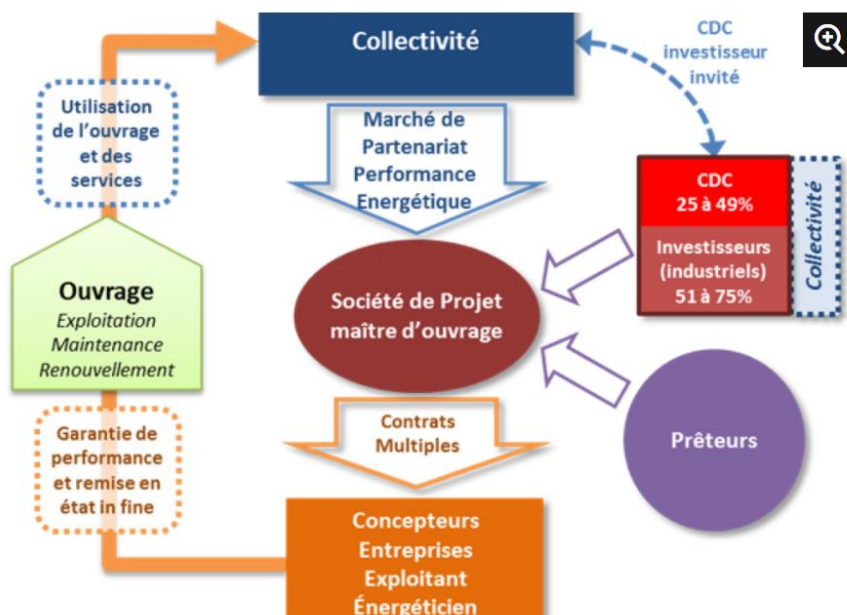 Collectivité
CDC
investisseur
invité
Utilisation
de l'ouvrage
et des
services
Marché de
Partenariat
Performance
Energétique
CDC
25 à 49%
Investisseurs
(industriels)
51 à 75%
Collectivité
Ouvrage
Exploitation
Maintenance
Renouvellement
Société de Projet
maître d'ouvrage
Garantie de
performance
et remise en
état in fine
Contrats
Multiples
Prêteurs
Concepteurs
Entreprises
Exploitant
Énergéticien